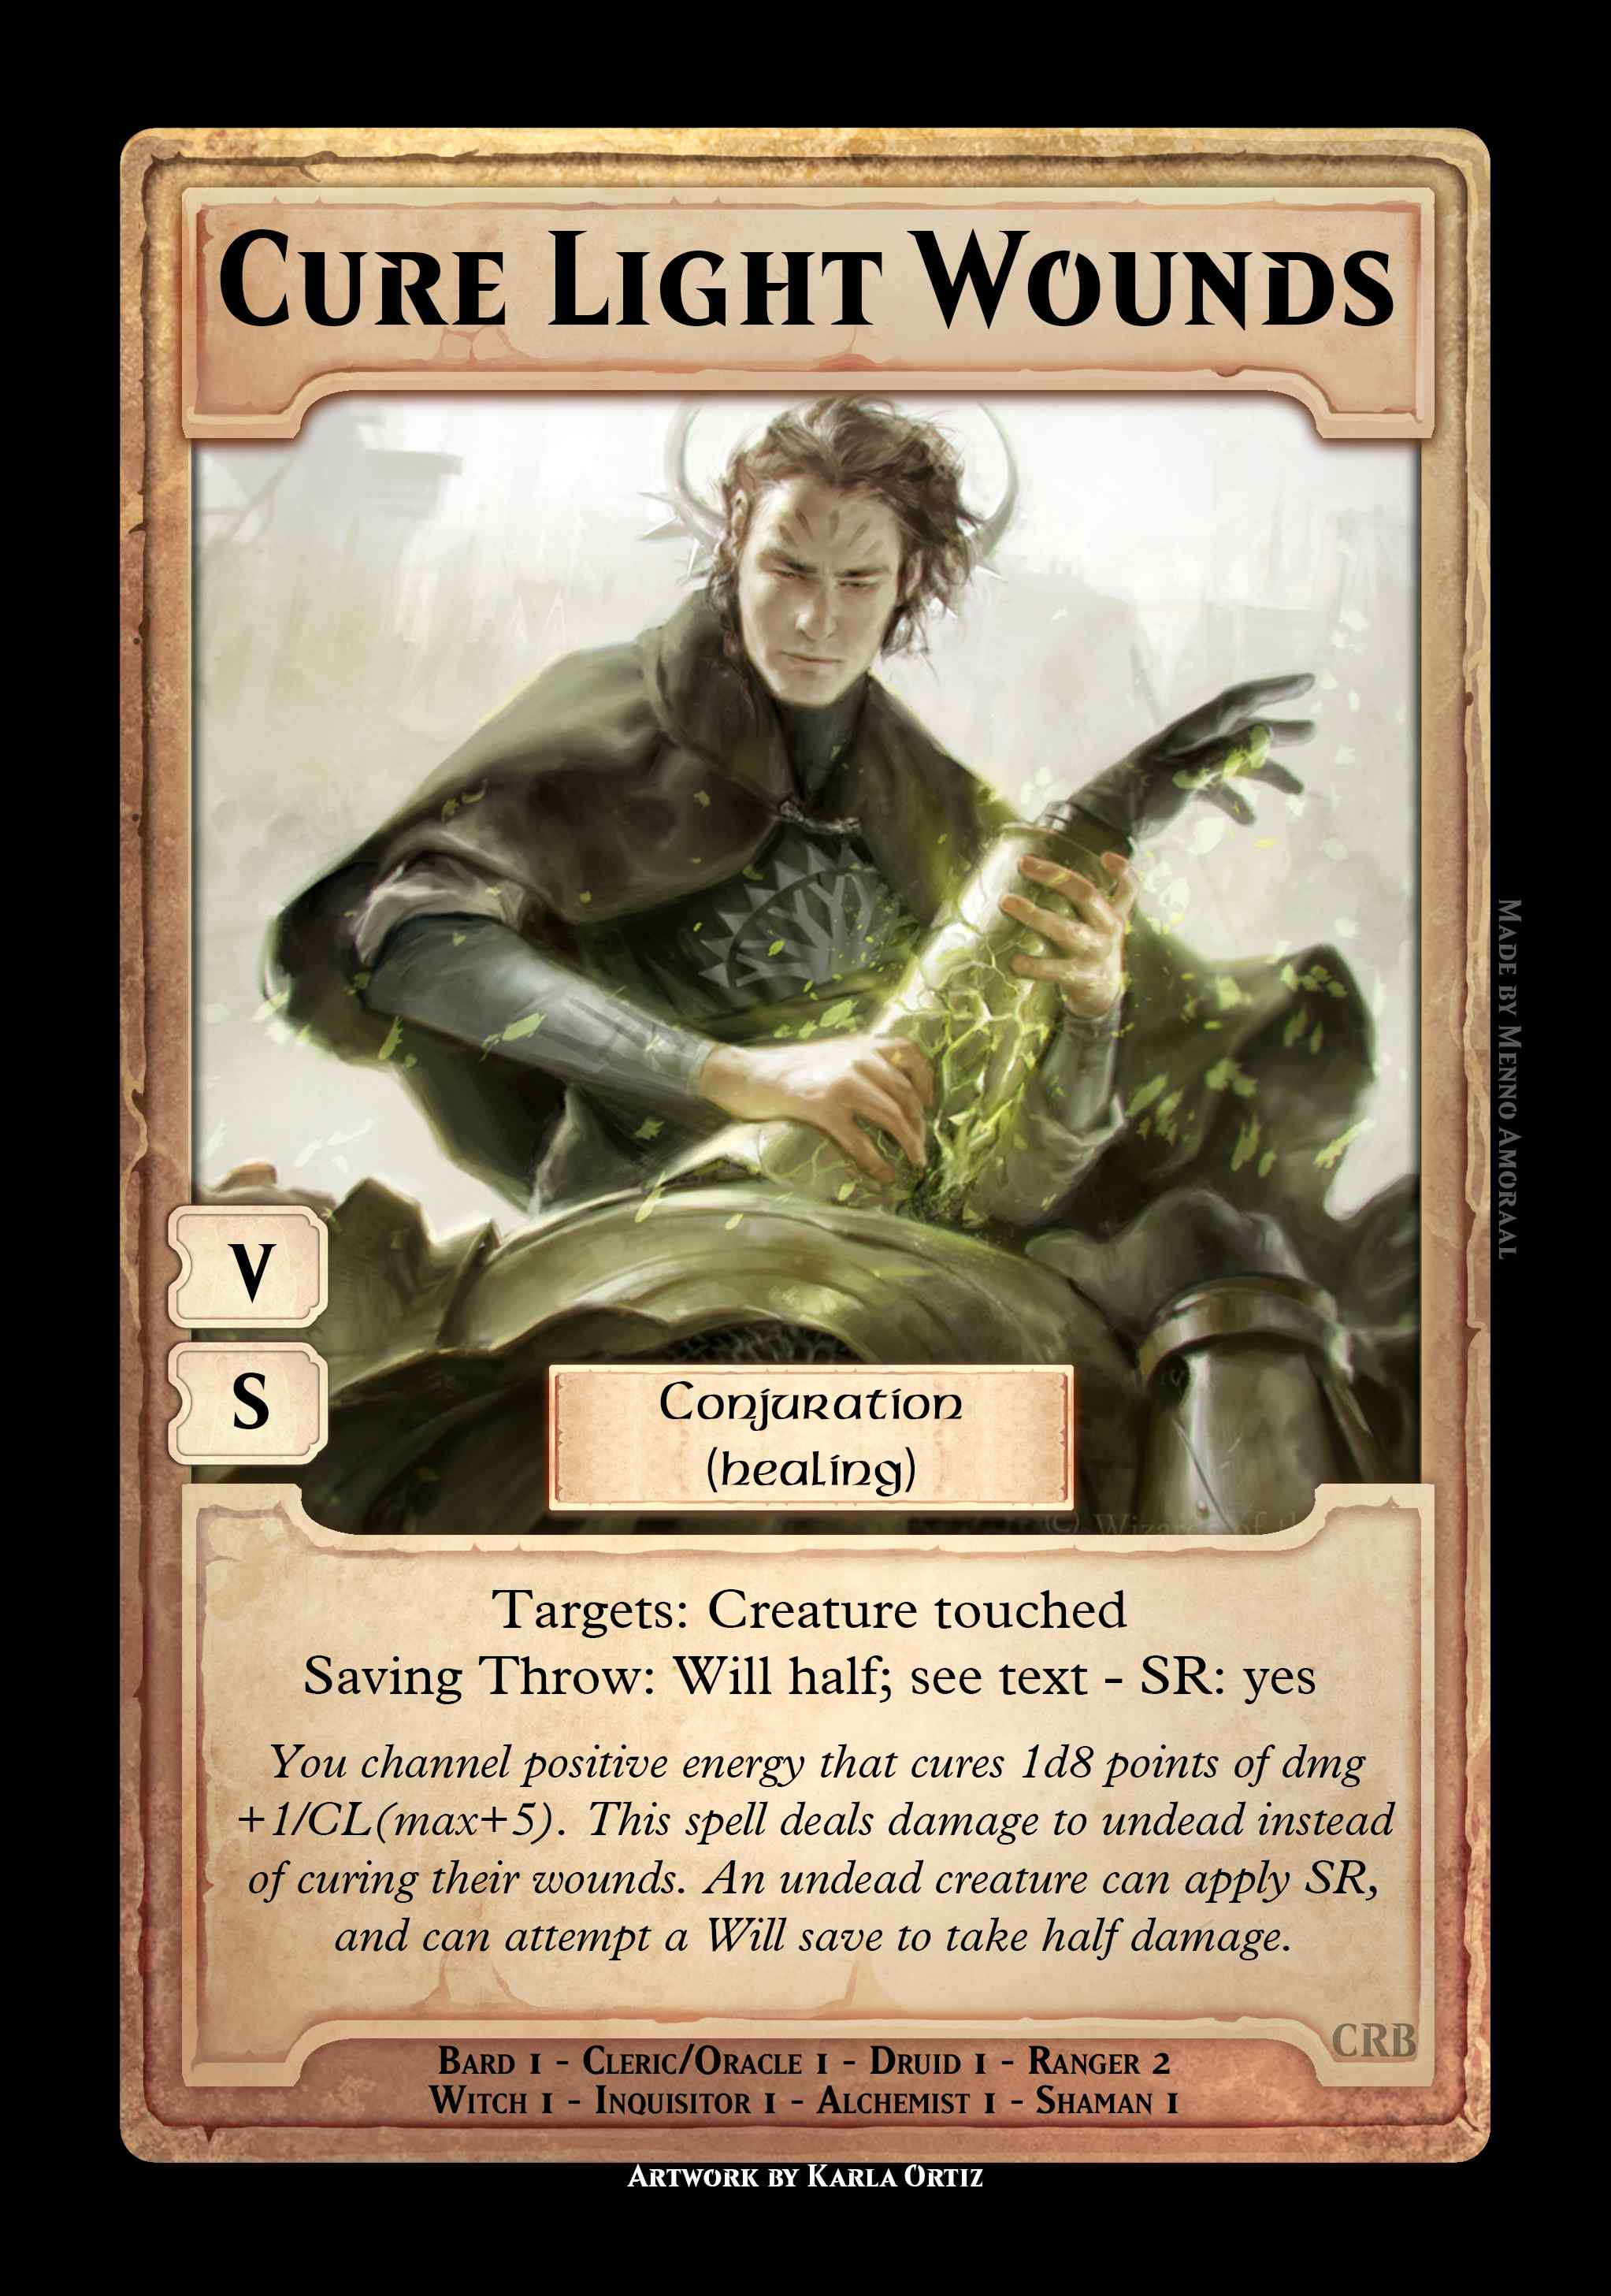 Cure Light Wounds
Made by Menno Amoraal
V
S
Conjuration
(healing)
© Wizards of
Targets: Creature touched
Saving Throw: Will half; see text - SR: yes
You channel positive energy that cures 1d8 points of dmg
+1/CL(max+5). This spell deals damage to undead instead
of curing their wounds. An undead creature can apply SR,
and can attempt a Will save to take half damage.
CRB
Bard 1 - Cleric/Oracle 1 - Druid 1 - Ranger 2
Witch 1 - Inquisitor 1 - Alchemist 1 - Shaman 1
Artwork by Karla Ortiz